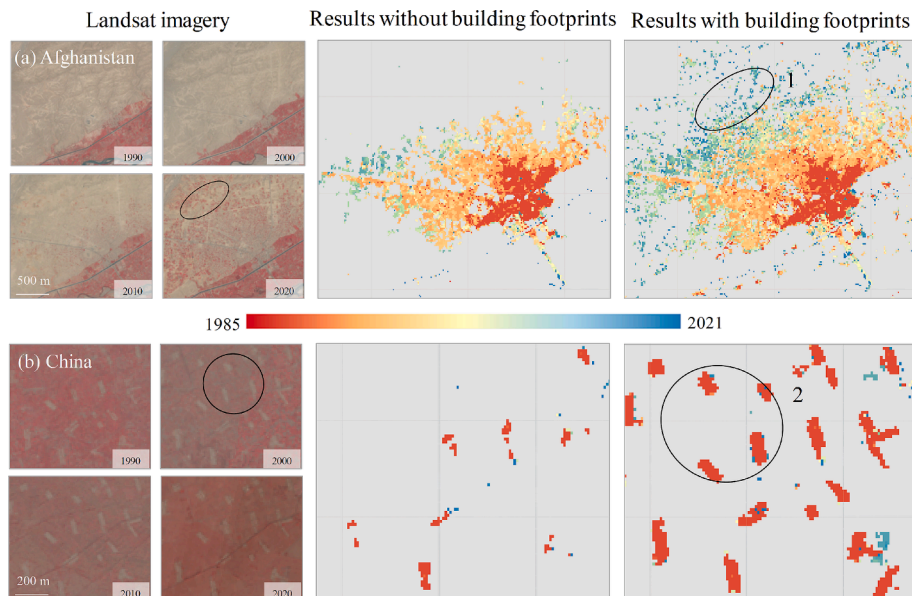 Landsat imagery
Results without building footprints
Results with building footprints
(a) Afghanistan
1990
2000
500 m
2010
2020
1
1985
2021
(b) China
1990
2000
200 m
2010
2020
2